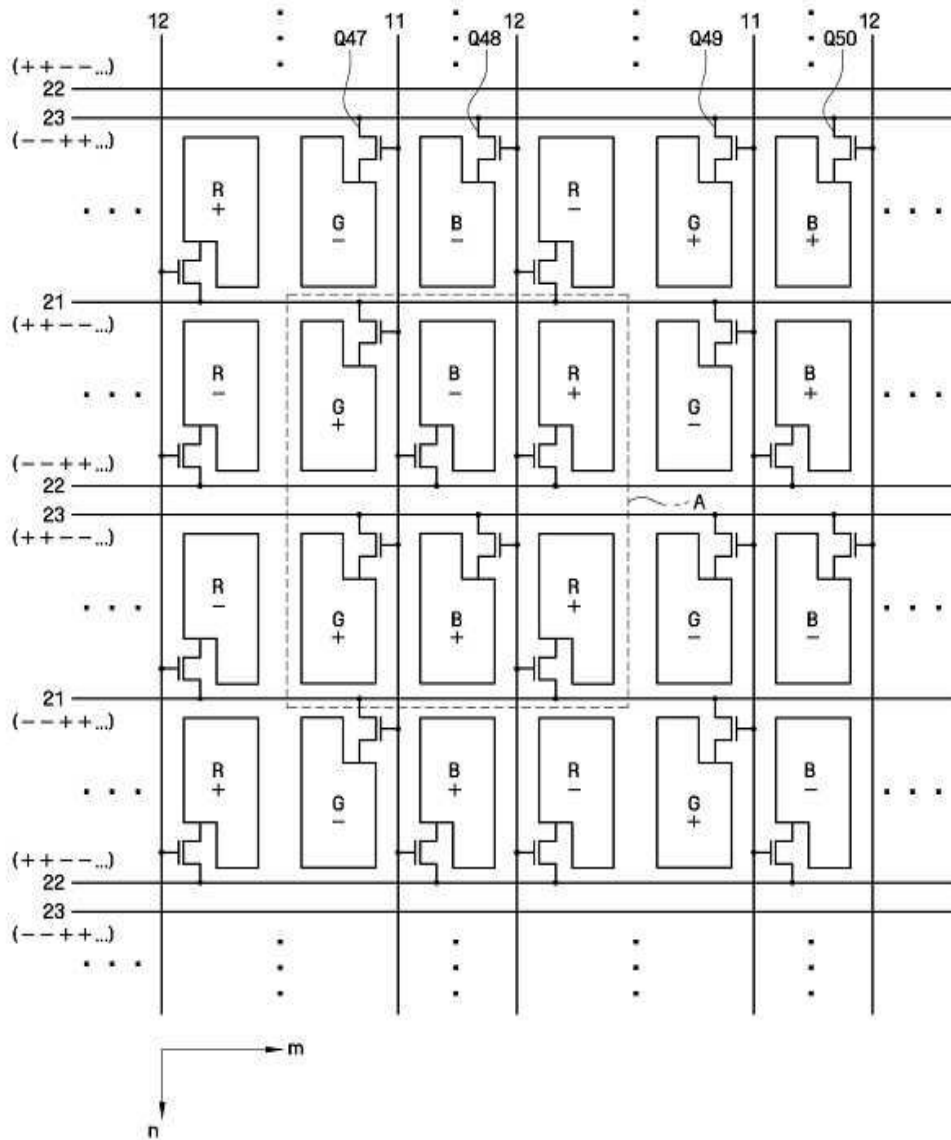 12 11 12 11 12
Q47 Q48 Q49 Q50
(++--...)
22
23
(--++...)
R + G - B - R - G + B +
21
(++--...)
R - G + B - R + G - B +
(--++...)
22
A
23
(++--...)
R - G + B + R + G - B -
21
(--++...)
R + G - B + R - G + B -
(++--...)
22
23
(--++...)
m
n